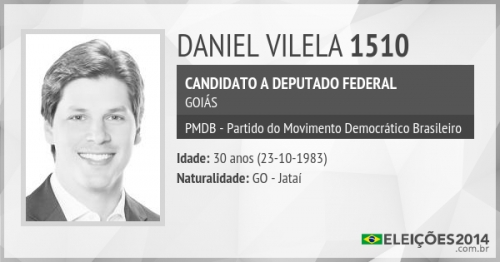 DANIEL VILELA 1510
CANDIDATO A DEPUTADO FEDERAL
GOIÁS
PMDB - Partido do Movimento Democrático Brasileiro
Idade: 30 anos (23-10-1983)
Naturalidade: GO - Jataí
ELEIÇÕES2014
.com.br